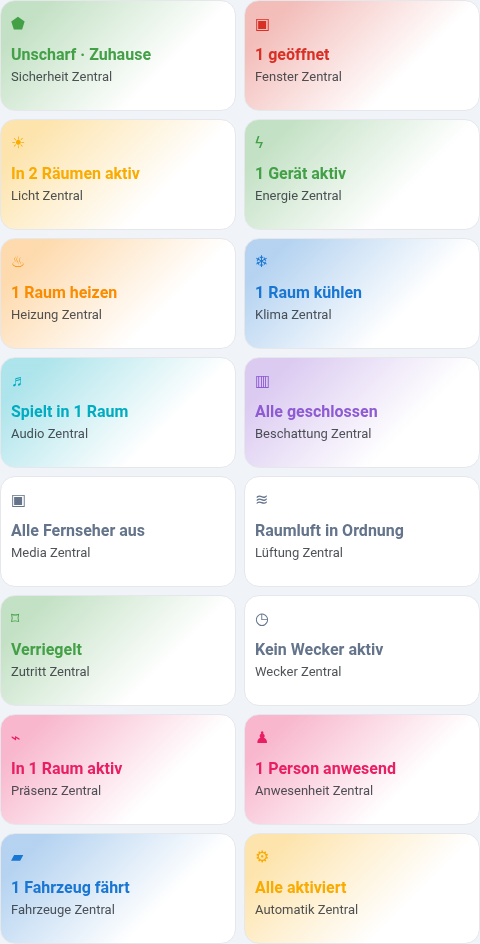 Unscharf · Zuhause
Sicherheit Zentral
1 geöffnet
Fenster Zentral
In 2 Räumen aktiv
Licht Zentral
1 Gerät aktiv
Energie Zentral
1 Raum heizen
Heizung Zentral
1 Raum kühlen
Klima Zentral
Spielt in 1 Raum
Audio Zentral
Alle geschlossen
Beschattung Zentral
Alle Fernseher aus
Media Zentral
Raumluft in Ordnung
Lüftung Zentral
Verriegelt
Zutritt Zentral
Kein Wecker aktiv
Wecker Zentral
In 1 Raum aktiv
Präsenz Zentral
1 Person anwesend
Anwesenheit Zentral
1 Fahrzeug fährt
Fahrzeuge Zentral
Alle aktiviert
Automatik Zentral